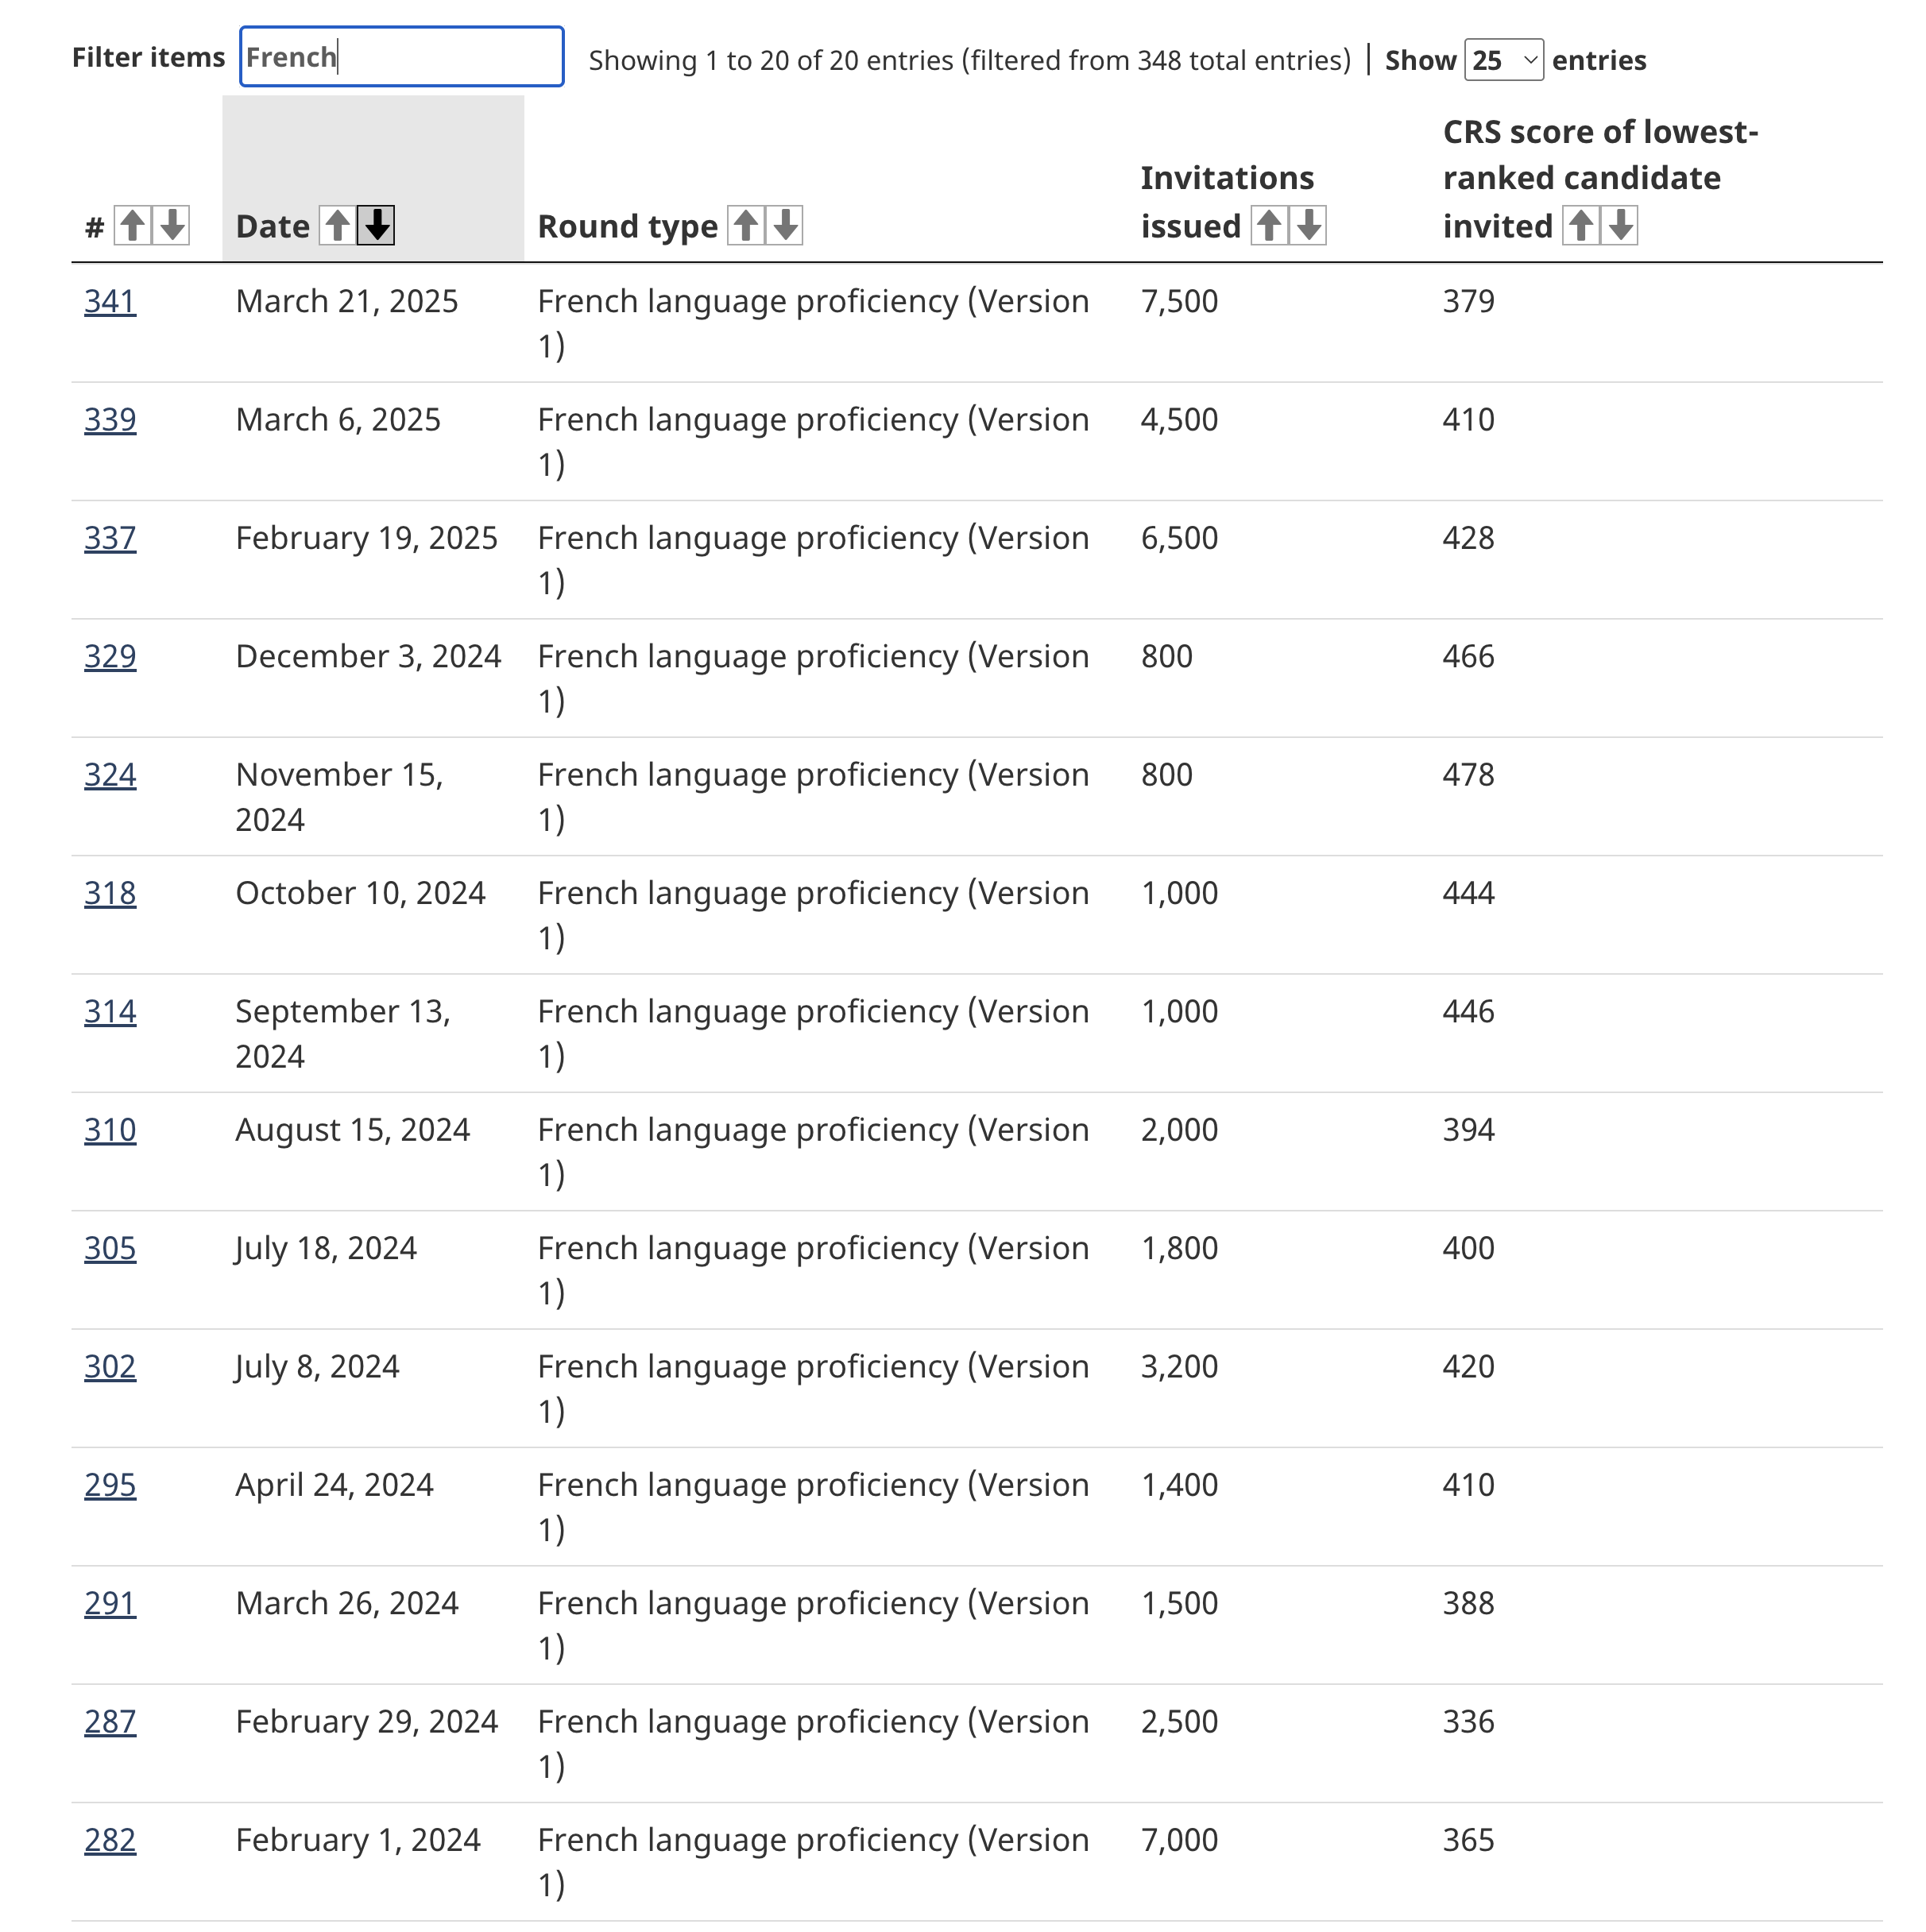 Filter items French Showing 1 to 20 of 20 entries (filtered from 348 total entries) | Show 25 entries
CRS score of lowest-
Invitations ranked candidate
# Date Round type issued invited
341 March 21, 2025 French language proficiency (Version 7,500 379
1)
339 March 6, 2025 French language proficiency (Version 4,500 410
1)
337 February 19, 2025 French language proficiency (Version 6,500 428
1)
329 December 3, 2024 French language proficiency (Version 800 466
1)
324 November 15, French language proficiency (Version 800 478
2024 1)
318 October 10, 2024 French language proficiency (Version 1,000 444
1)
314 September 13, French language proficiency (Version 1,000 446
2024 1)
310 August 15, 2024 French language proficiency (Version 2,000 394
1)
305 July 18, 2024 French language proficiency (Version 1,800 400
1)
302 July 8, 2024 French language proficiency (Version 3,200 420
1)
295 April 24, 2024 French language proficiency (Version 1,400 410
1)
291 March 26, 2024 French language proficiency (Version 1,500 388
1)
287 February 29, 2024 French language proficiency (Version 2,500 336
1)
282 February 1, 2024 French language proficiency (Version 7,000 365
1)